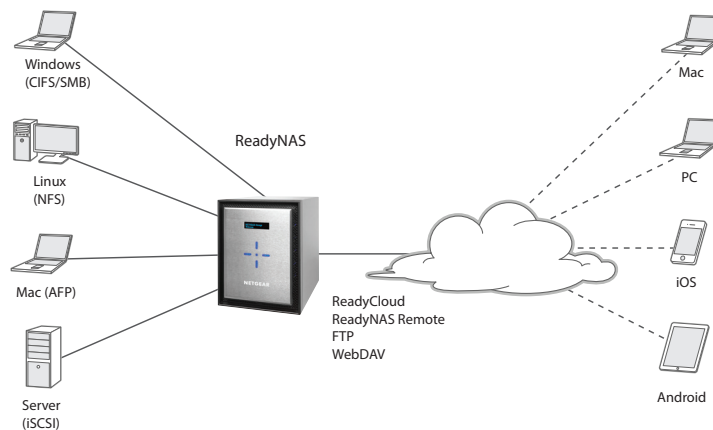 Windows
(CIFS/SMB)
Linux
(NFS)
Mac (AFP)
Server
(iSCSI)
ReadyNAS
NETGEAR
ReadyCloud
ReadyNAS Remote
FTP
WebDAV
Mac
PC
iOS
Android